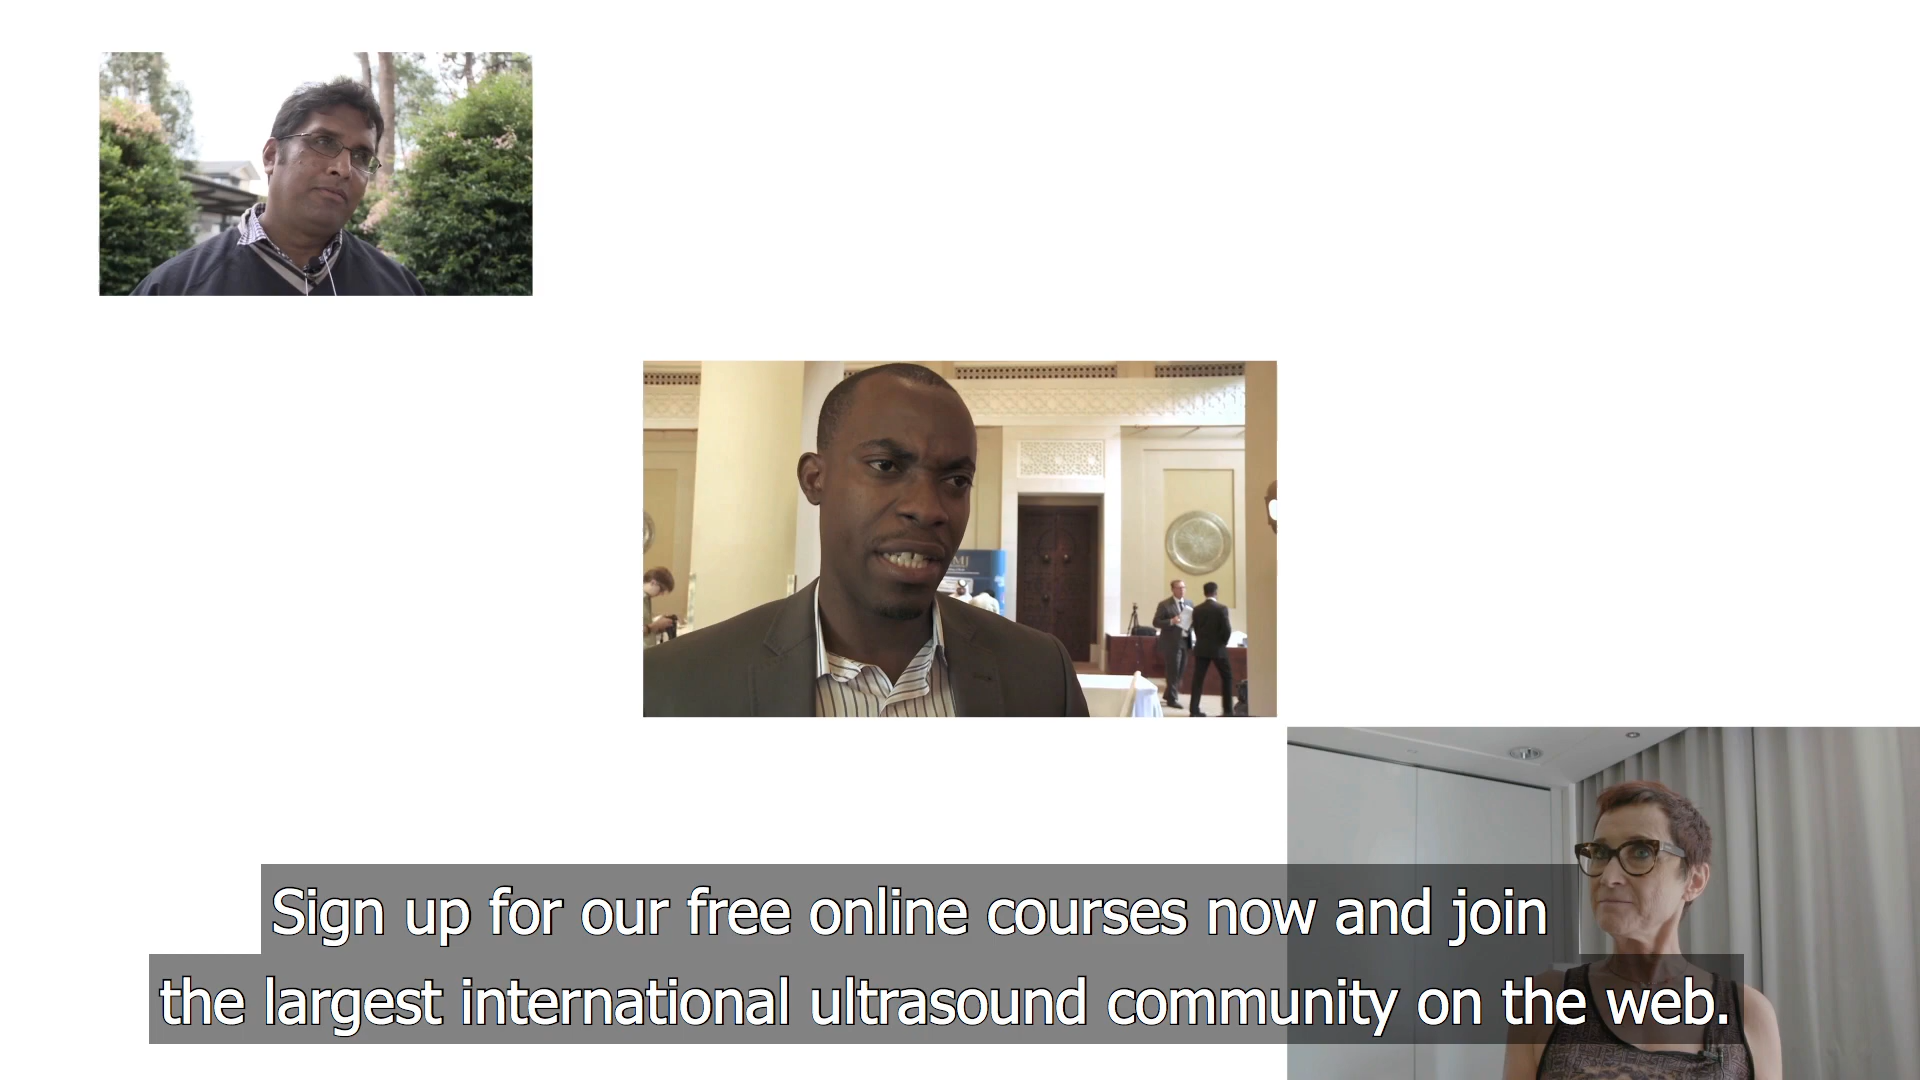 Sign up for our free online courses now and join
the largest international ultrasound community on the web.